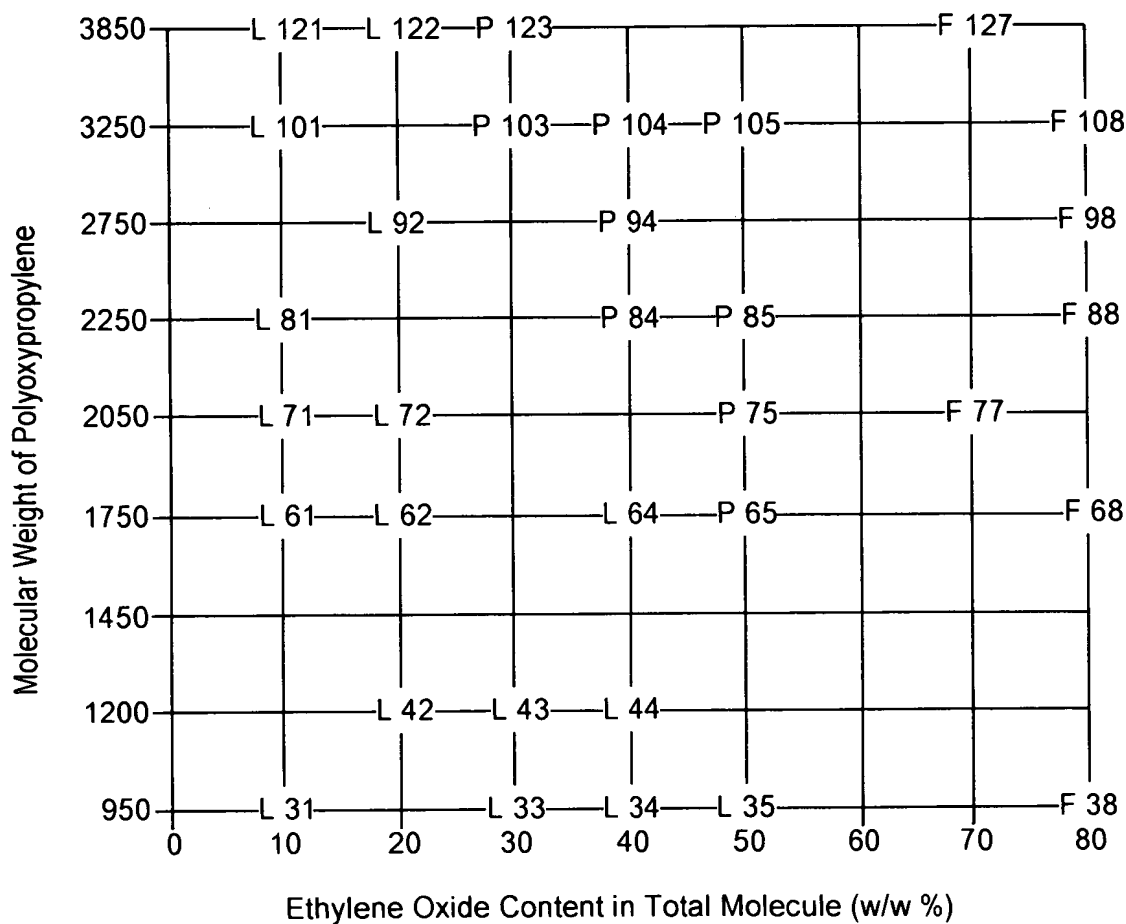 3850 L 121 L 122 P 123 F 127
3250 L 101 P 103 P 104 P 105 F 108
2750 L 92 P 94 F 98
2250 L 81 P 84 P 85 F 88
2050 L 71 L 72 P 75 F 77
1750 L 61 L 62 L 64 P 65 F 68
1450
1200 L 42 L 43 L 44
950 L 31 L 33 L 34 L 35 F 38
0 10 20 30 40 50 60 70 80
Molecular Weight of Polyoxypropylene
Ethylene Oxide Content in Total Molecule (w/w %)